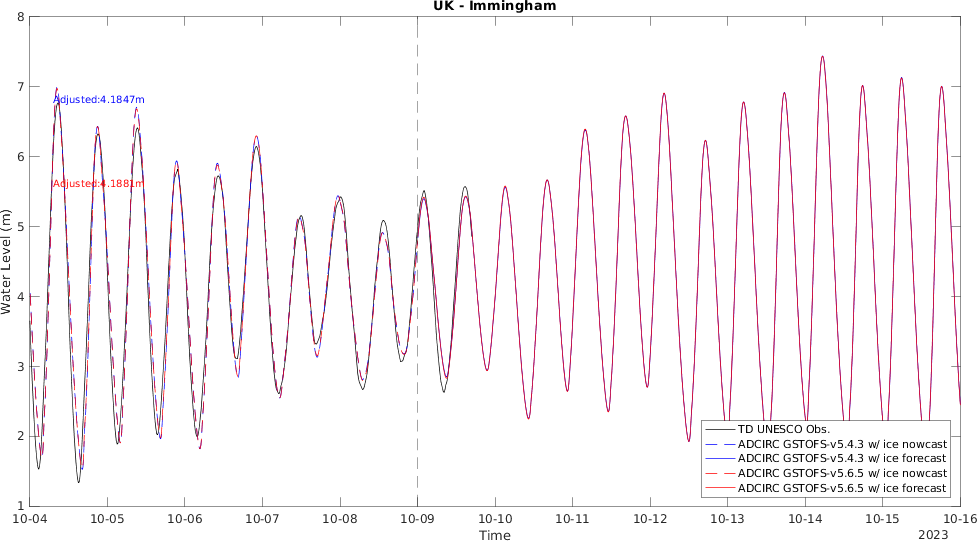 UK - Immingham
8
7
6
5
4
3
2
1
Water Level (m)
Adjusted:4.1847m
Adjusted:4.1881m
TD UNESCO Obs.
ADCIRC GSTOFS-v5.4.3 w/ ice nowcast
ADCIRC GSTOFS-v5.4.3 w/ ice forecast
ADCIRC GSTOFS-v5.6.5 w/ ice nowcast
ADCIRC GSTOFS-v5.6.5 w/ ice forecast
10-04 10-05 10-06 10-07 10-08 10-09 10-10 10-11 10-12 10-13 10-14 10-15 10-16
Time
2023